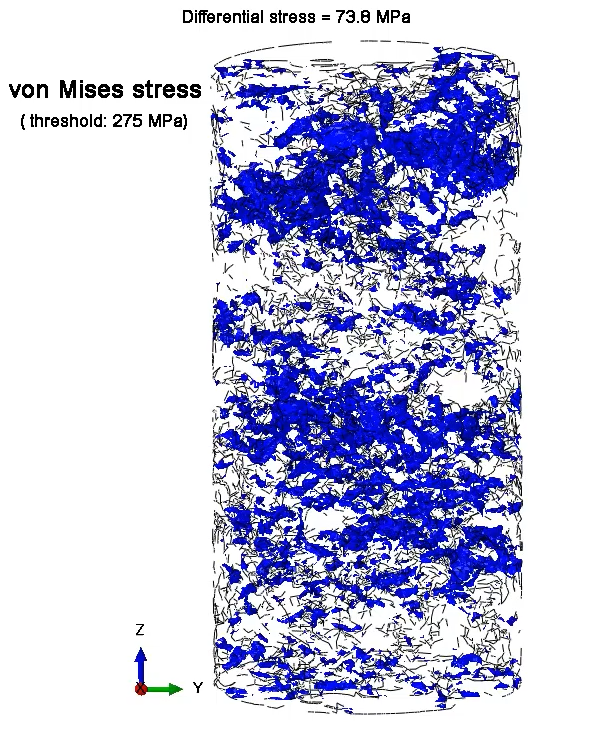 Differential stress = 73.8 MPa
von Mises stress
( threshold: 275 MPa)
Z
Y